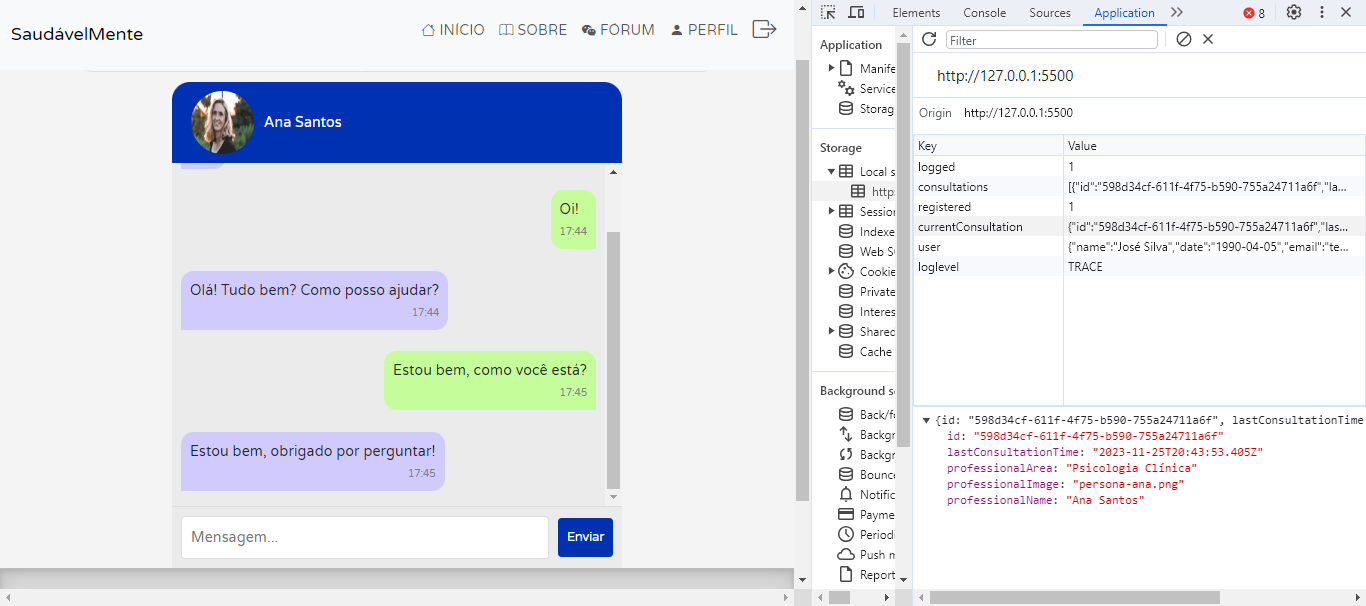 SaudávelMente
INÍCIO SOBRE FÓRUM PERFIL
Ana Santos
Oi!
17:44
Olá! Tudo bem? Como posso ajudar?
17:44
Estou bem, como você está?
17:45
Estou bem, obrigado por perguntar!
17:45
Mensagem...
Enviar
Elements Console Sources Application 8
Application
Manife
Service
Storag
Storage
Local s
http:
Session
Indexe
Web S
Cookie
Private
Interes
Shared
Cache
Background se
Back/fo
Backgr
Backgr
Bounce
Notific
Payme
Periodi
Push m
Report
Filter
http://127.0.0.1:5500
Origin http://127.0.0.1:5500
Key Value
logged 1
consultations [{"id":"598d34cf-611f-4f75-b590-755a24711a6f","la...
registered 1
currentConsultation {"id":"598d34cf-611f-4f75-b590-755a24711a6f","las...
user {"name":"José Silva","date":"1990-04-05","email":"te...
loglevel TRACE
{id: "598d34cf-611f-4f75-b590-755a24711a6f", lastConsultationTime
id: "598d34cf-611f-4f75-b590-755a24711a6f"
lastConsultationTime: "2023-11-25T20:43:53.405Z"
professionalArea: "Psicologia Clínica"
professionalImage: "persona-ana.png"
professionalName: "Ana Santos"